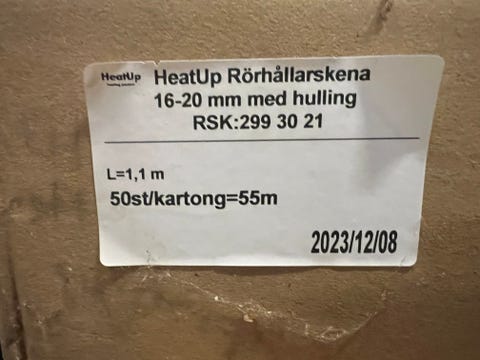 HeatUp
HeatUp Rörhållarskena
16-20 mm med hulling
RSK:299 30 21
L=1,1 m
50st/kartong=55m
2023/12/08